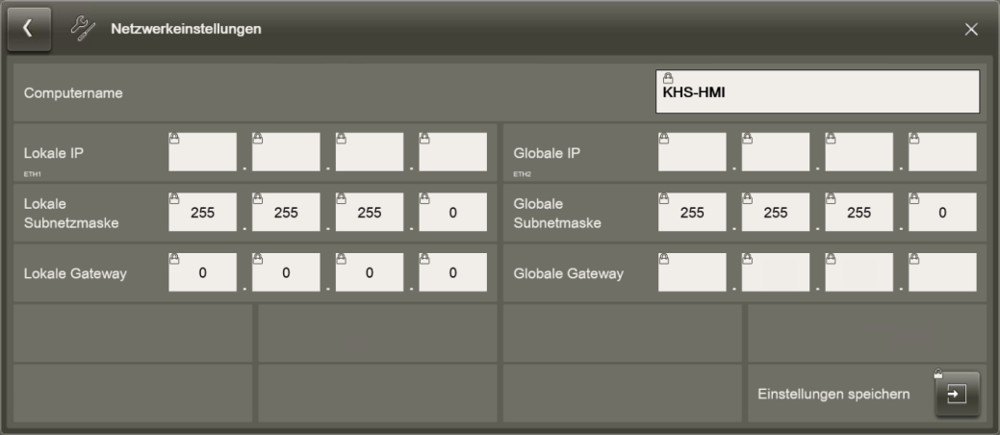 Netzwerkeinstellungen
Computername
KHS-HMI
Lokale IP . . .
ETH1
Globale IP . . .
ETH2
Lokale
Subnetzmaske
255 . 255 . 255 . 0
Globale
Subnetmaske
255 . 255 . 255 . 0
Lokale Gateway 0 . 0 . 0 . 0
Globale Gateway . . .
Einstellungen speichern